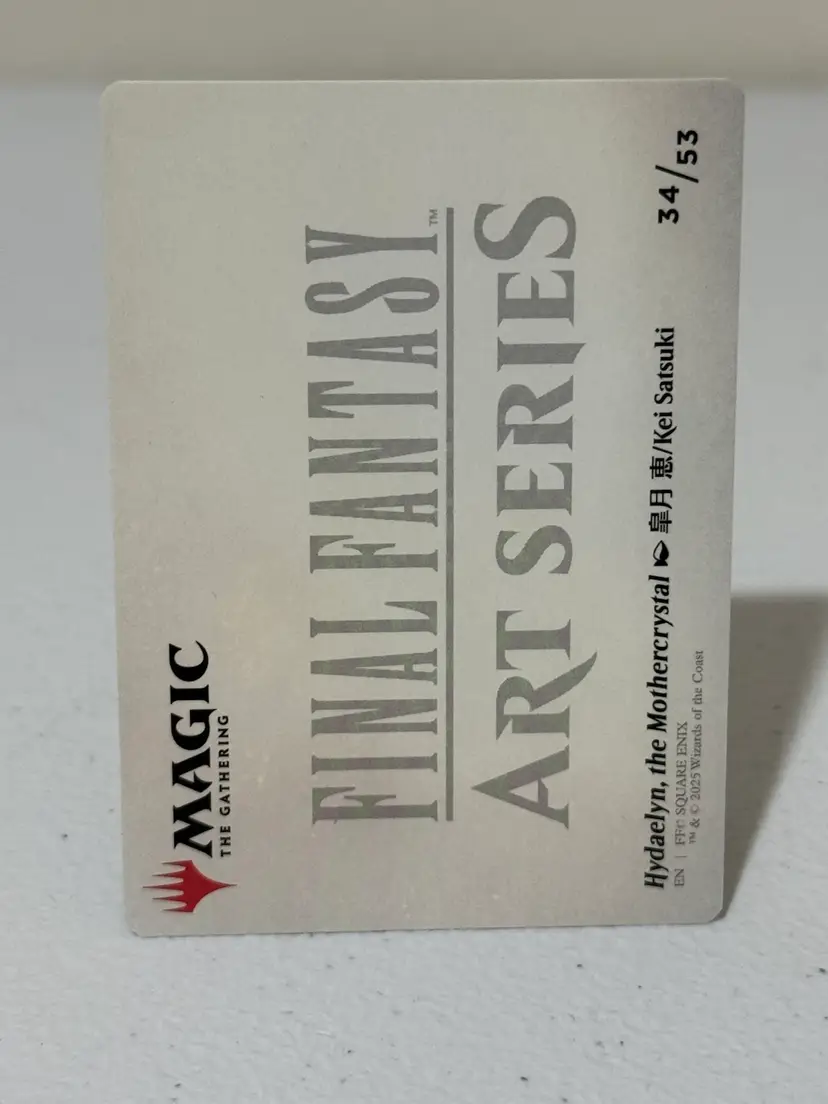 MAGIC
THE GATHERING
FINAL FANTASY™
ART SERIES
Hydaelyn, the Mothercrystal 皐月 恵/Kei Satsuki 34/53
EN | FFC SQUARE ENIX
™ & © 2025 Wizards of the Coast